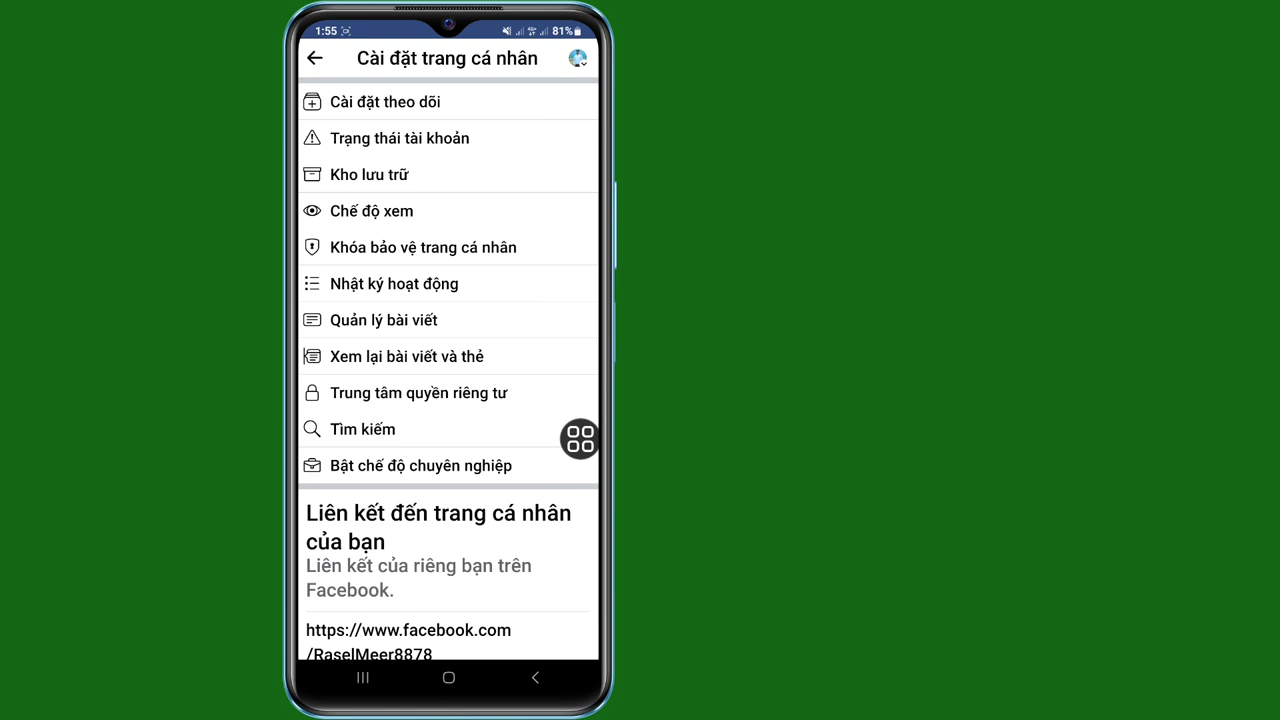 1:55
81%
Cài đặt trang cá nhân
Cài đặt theo dõi
Trạng thái tài khoản
Kho lưu trữ
Chế độ xem
Khóa bảo vệ trang cá nhân
Nhật ký hoạt động
Quản lý bài viết
Xem lại bài viết và thẻ
Trung tâm quyền riêng tư
Tìm kiếm
Bật chế độ chuyên nghiệp
Liên kết đến trang cá nhân
của bạn
Liên kết của riêng bạn trên
Facebook.
https://www.facebook.com
/RaselMeer8878